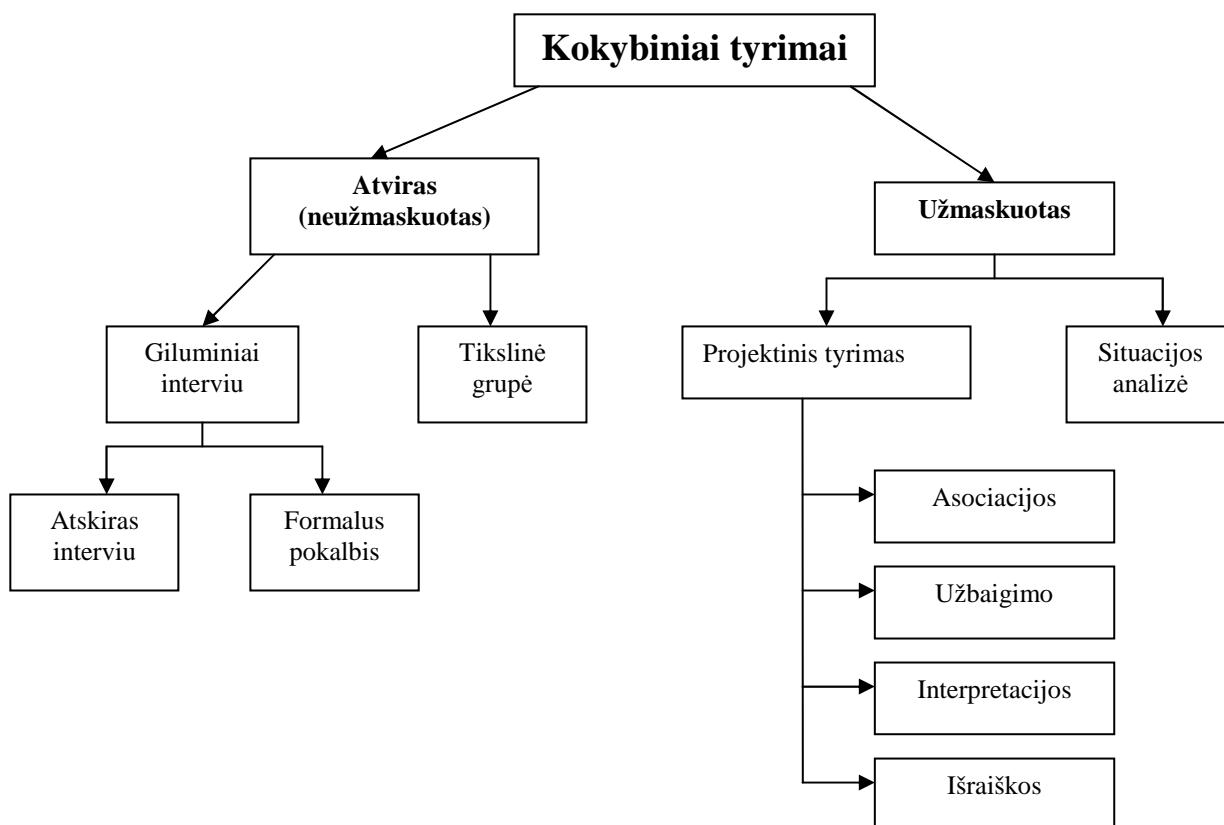 Kokybiniai tyrimai
Atviras
(neužmaskuotas)
Užmaskuotas
Giluminiai
interviu
Tikslinė
grupė
Projektinis tyrimas
Situacijos
analizė
Atskiras
interviu
Formalus
pokalbis
Asociacijos
Užbaigimo
Interpretacijos
Išraiškos